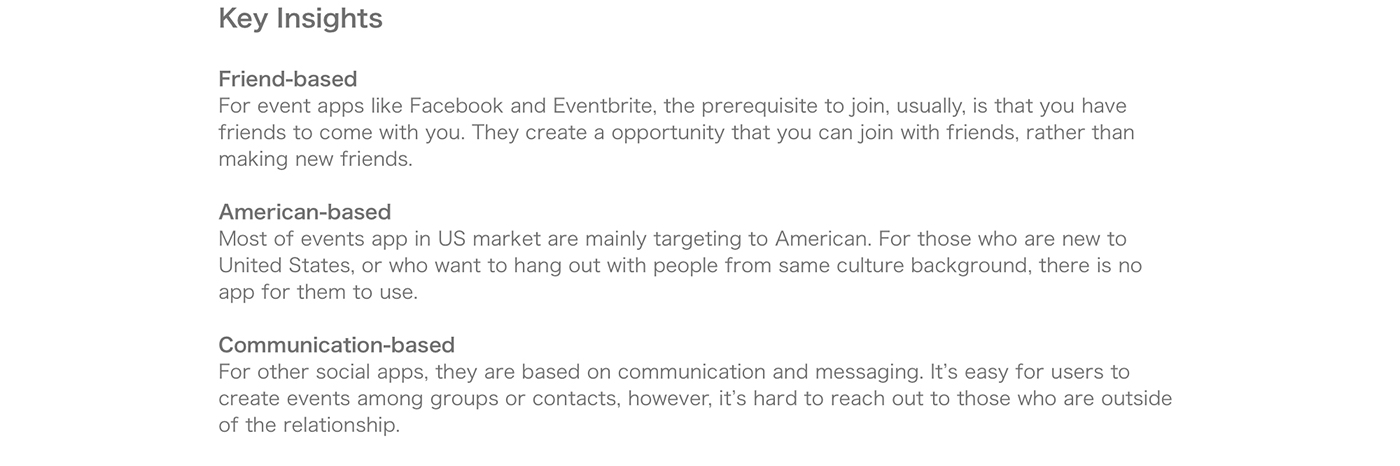 Key Insights
Friend-based
For event apps like Facebook and Eventbrite, the prerequisite to join, usually, is that you have
friends to come with you. They create a opportunity that you can join with friends, rather than
making new friends.
American-based
Most of events app in US market are mainly targeting to American. For those who are new to
United States, or who want to hang out with people from same culture background, there is no
app for them to use.
Communication-based
For other social apps, they are based on communication and messaging. It’s easy for users to
create events among groups or contacts, however, it’s hard to reach out to those who are outside
of the relationship.